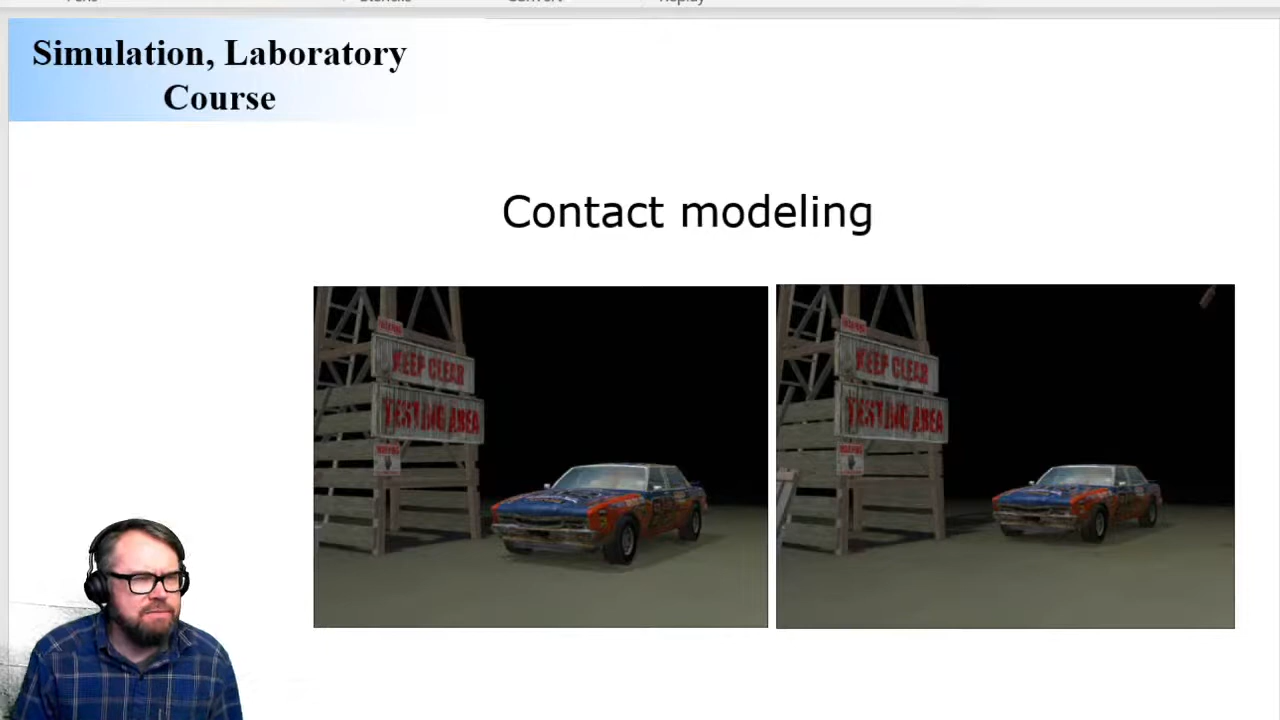 Simulation, Laboratory
Course
Contact modeling
KEEP CLEAR
TESTING AREA
KEEP CLEAR
TESTING AREA